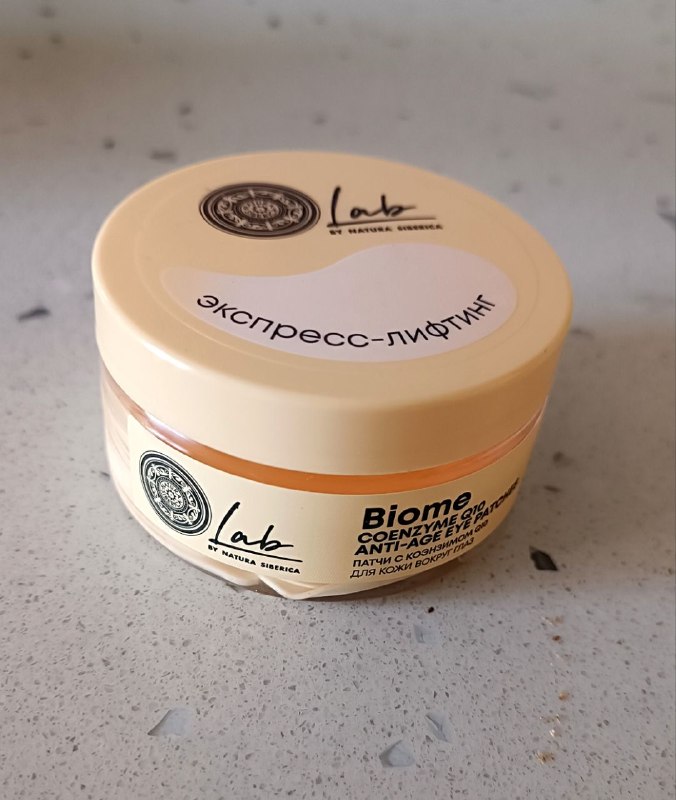 Lab
BY NATURA SIBERICA
экспресс-лифтинг
Lab
BY NATURA SIBERICA
Biome
COENZYME Q10
ANTI-AGE EYE PATCHES
ПАТЧИ С КОЭНЗИМОМ Q10
ДЛЯ КОЖИ ВОКРУГ ГЛАЗ